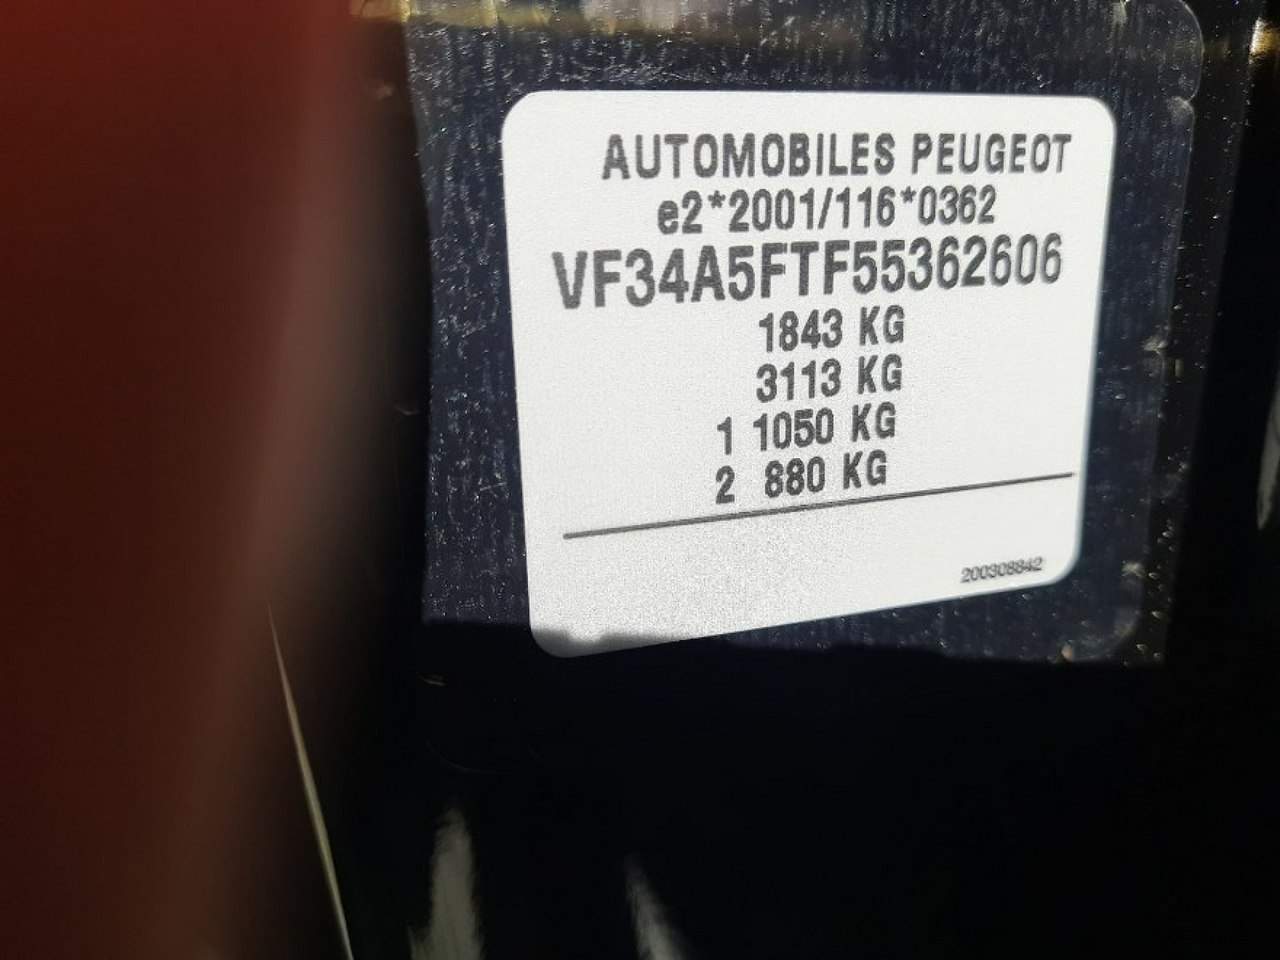 AUTOMOBILES PEUGEOT
e2*2001/116*0362
VF34A5FTF55362606
1843 KG
3113 KG
1 1050 KG
2 880 KG
200308842